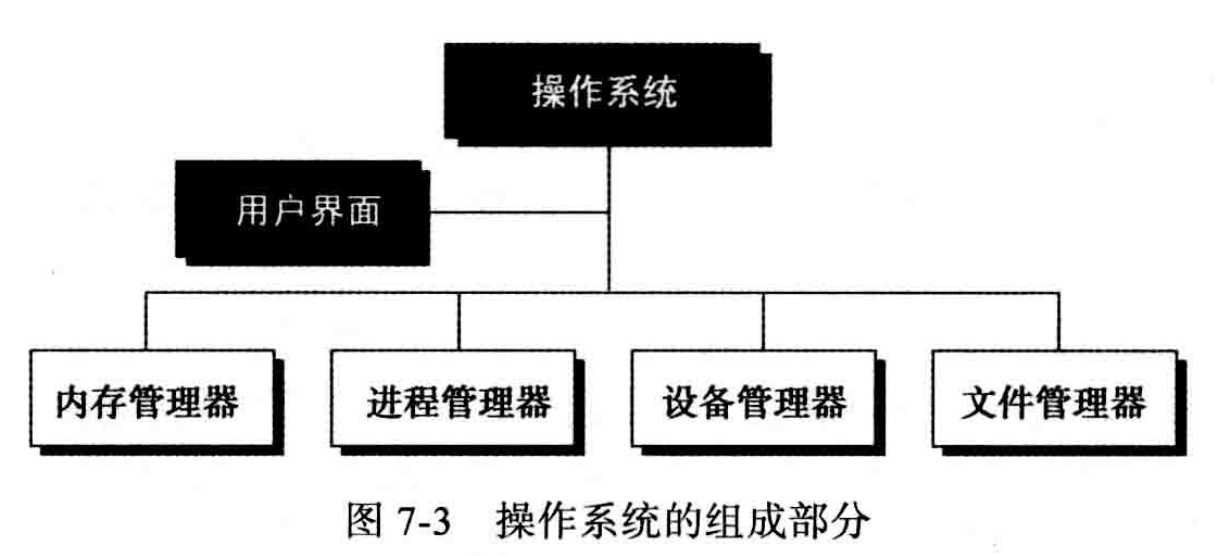 操作系统
用户界面
内存管理器
进程管理器
设备管理器
文件管理器
图 7-3 操作系统的组成部分